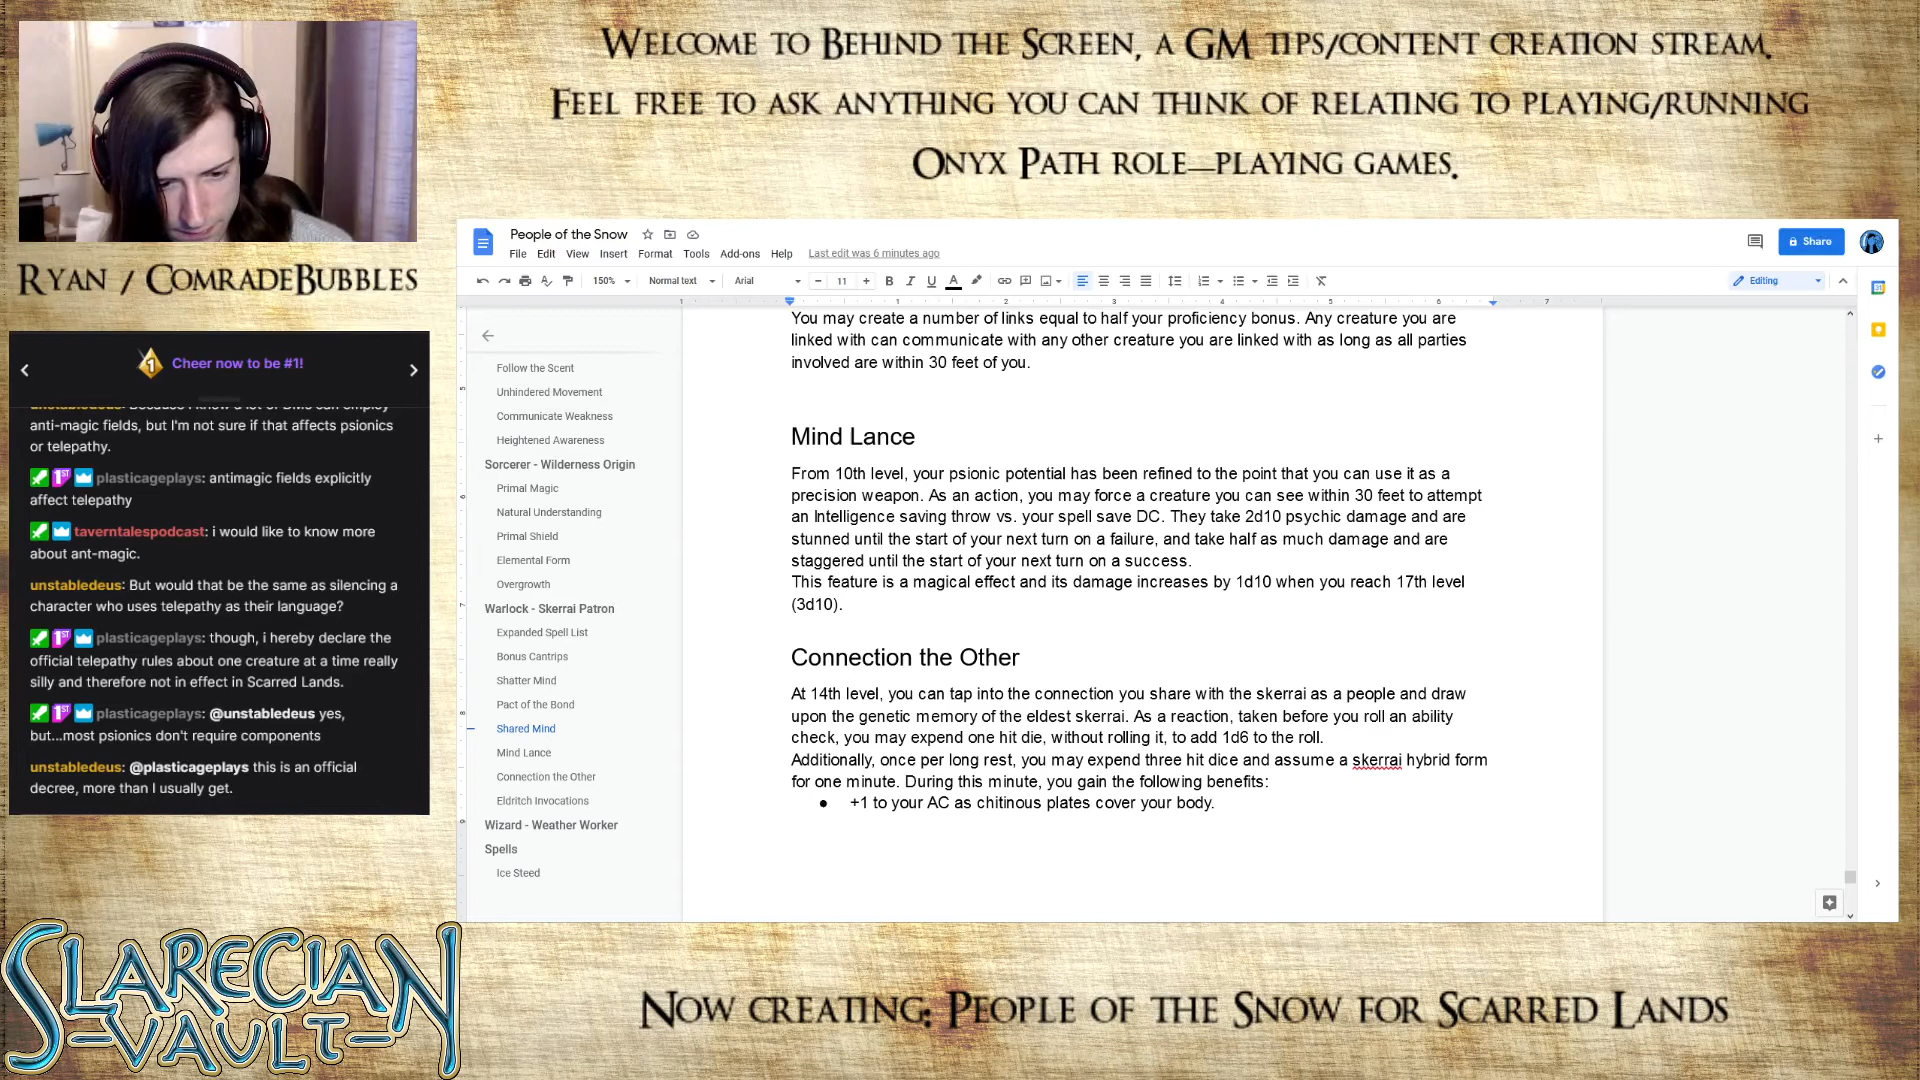 Welcome to Behind the Screen, a GM tips/content creation stream.
Feel free to ask anything you can think of relating to playing/running
Onyx Path role—playing games.
Ryan / ComradeBubbles
Cheer now to be #1!
anti-magic fields, but I'm not sure if that affects psionics
or telepathy.
plasticageplays: antimagic fields explicitly
affect telepathy
taverntalespodcast: i would like to know more
about ant-magic.
unstabledeus: But would that be the same as silencing a
character who uses telepathy as their language?
plasticageplays: though, i hereby declare the
official telepathy rules about one creature at a time really
silly and therefore not in effect in Scarred Lands.
plasticageplays: @unstabledeus yes,
but...most psionics don't require components
unstabledeus: @plasticageplays this is an official
decree, more than I usually get.
People of the Snow
File Edit View Insert Format Tools Add-ons Help Last edit was 6 minutes ago
Share
150% Normal text Arial 11 Editing
Follow the Scent
Unhindered Movement
Communicate Weakness
Heightened Awareness
Sorcerer - Wilderness Origin
Primal Magic
Natural Understanding
Primal Shield
Elemental Form
Overgrowth
Warlock - Skerrai Patron
Expanded Spell List
Bonus Cantrips
Shatter Mind
Pact of the Bond
Shared Mind
Mind Lance
Connection the Other
Eldritch Invocations
Wizard - Weather Worker
Spells
Ice Steed
You may create a number of links equal to half your proficiency bonus. Any creature you are
linked with can communicate with any other creature you are linked with as long as all parties
involved are within 30 feet of you.
Mind Lance
From 10th level, your psionic potential has been refined to the point that you can use it as a
precision weapon. As an action, you may force a creature you can see within 30 feet to attempt
an Intelligence saving throw vs. your spell save DC. They take 2d10 psychic damage and are
stunned until the start of your next turn on a failure, and take half as much damage and are
staggered until the start of your next turn on a success.
This feature is a magical effect and its damage increases by 1d10 when you reach 17th level
(3d10).
Connection the Other
At 14th level, you can tap into the connection you share with the skerrai as a people and draw
upon the genetic memory of the eldest skerrai. As a reaction, taken before you roll an ability
check, you may expend one hit die, without rolling it, to add 1d6 to the roll.
Additionally, once per long rest, you may expend three hit dice and assume a skerrai hybrid form
for one minute. During this minute, you gain the following benefits:
● +1 to your AC as chitinous plates cover your body.
Slarecian
Vault
Now creating: People of the Snow for Scarred Lands